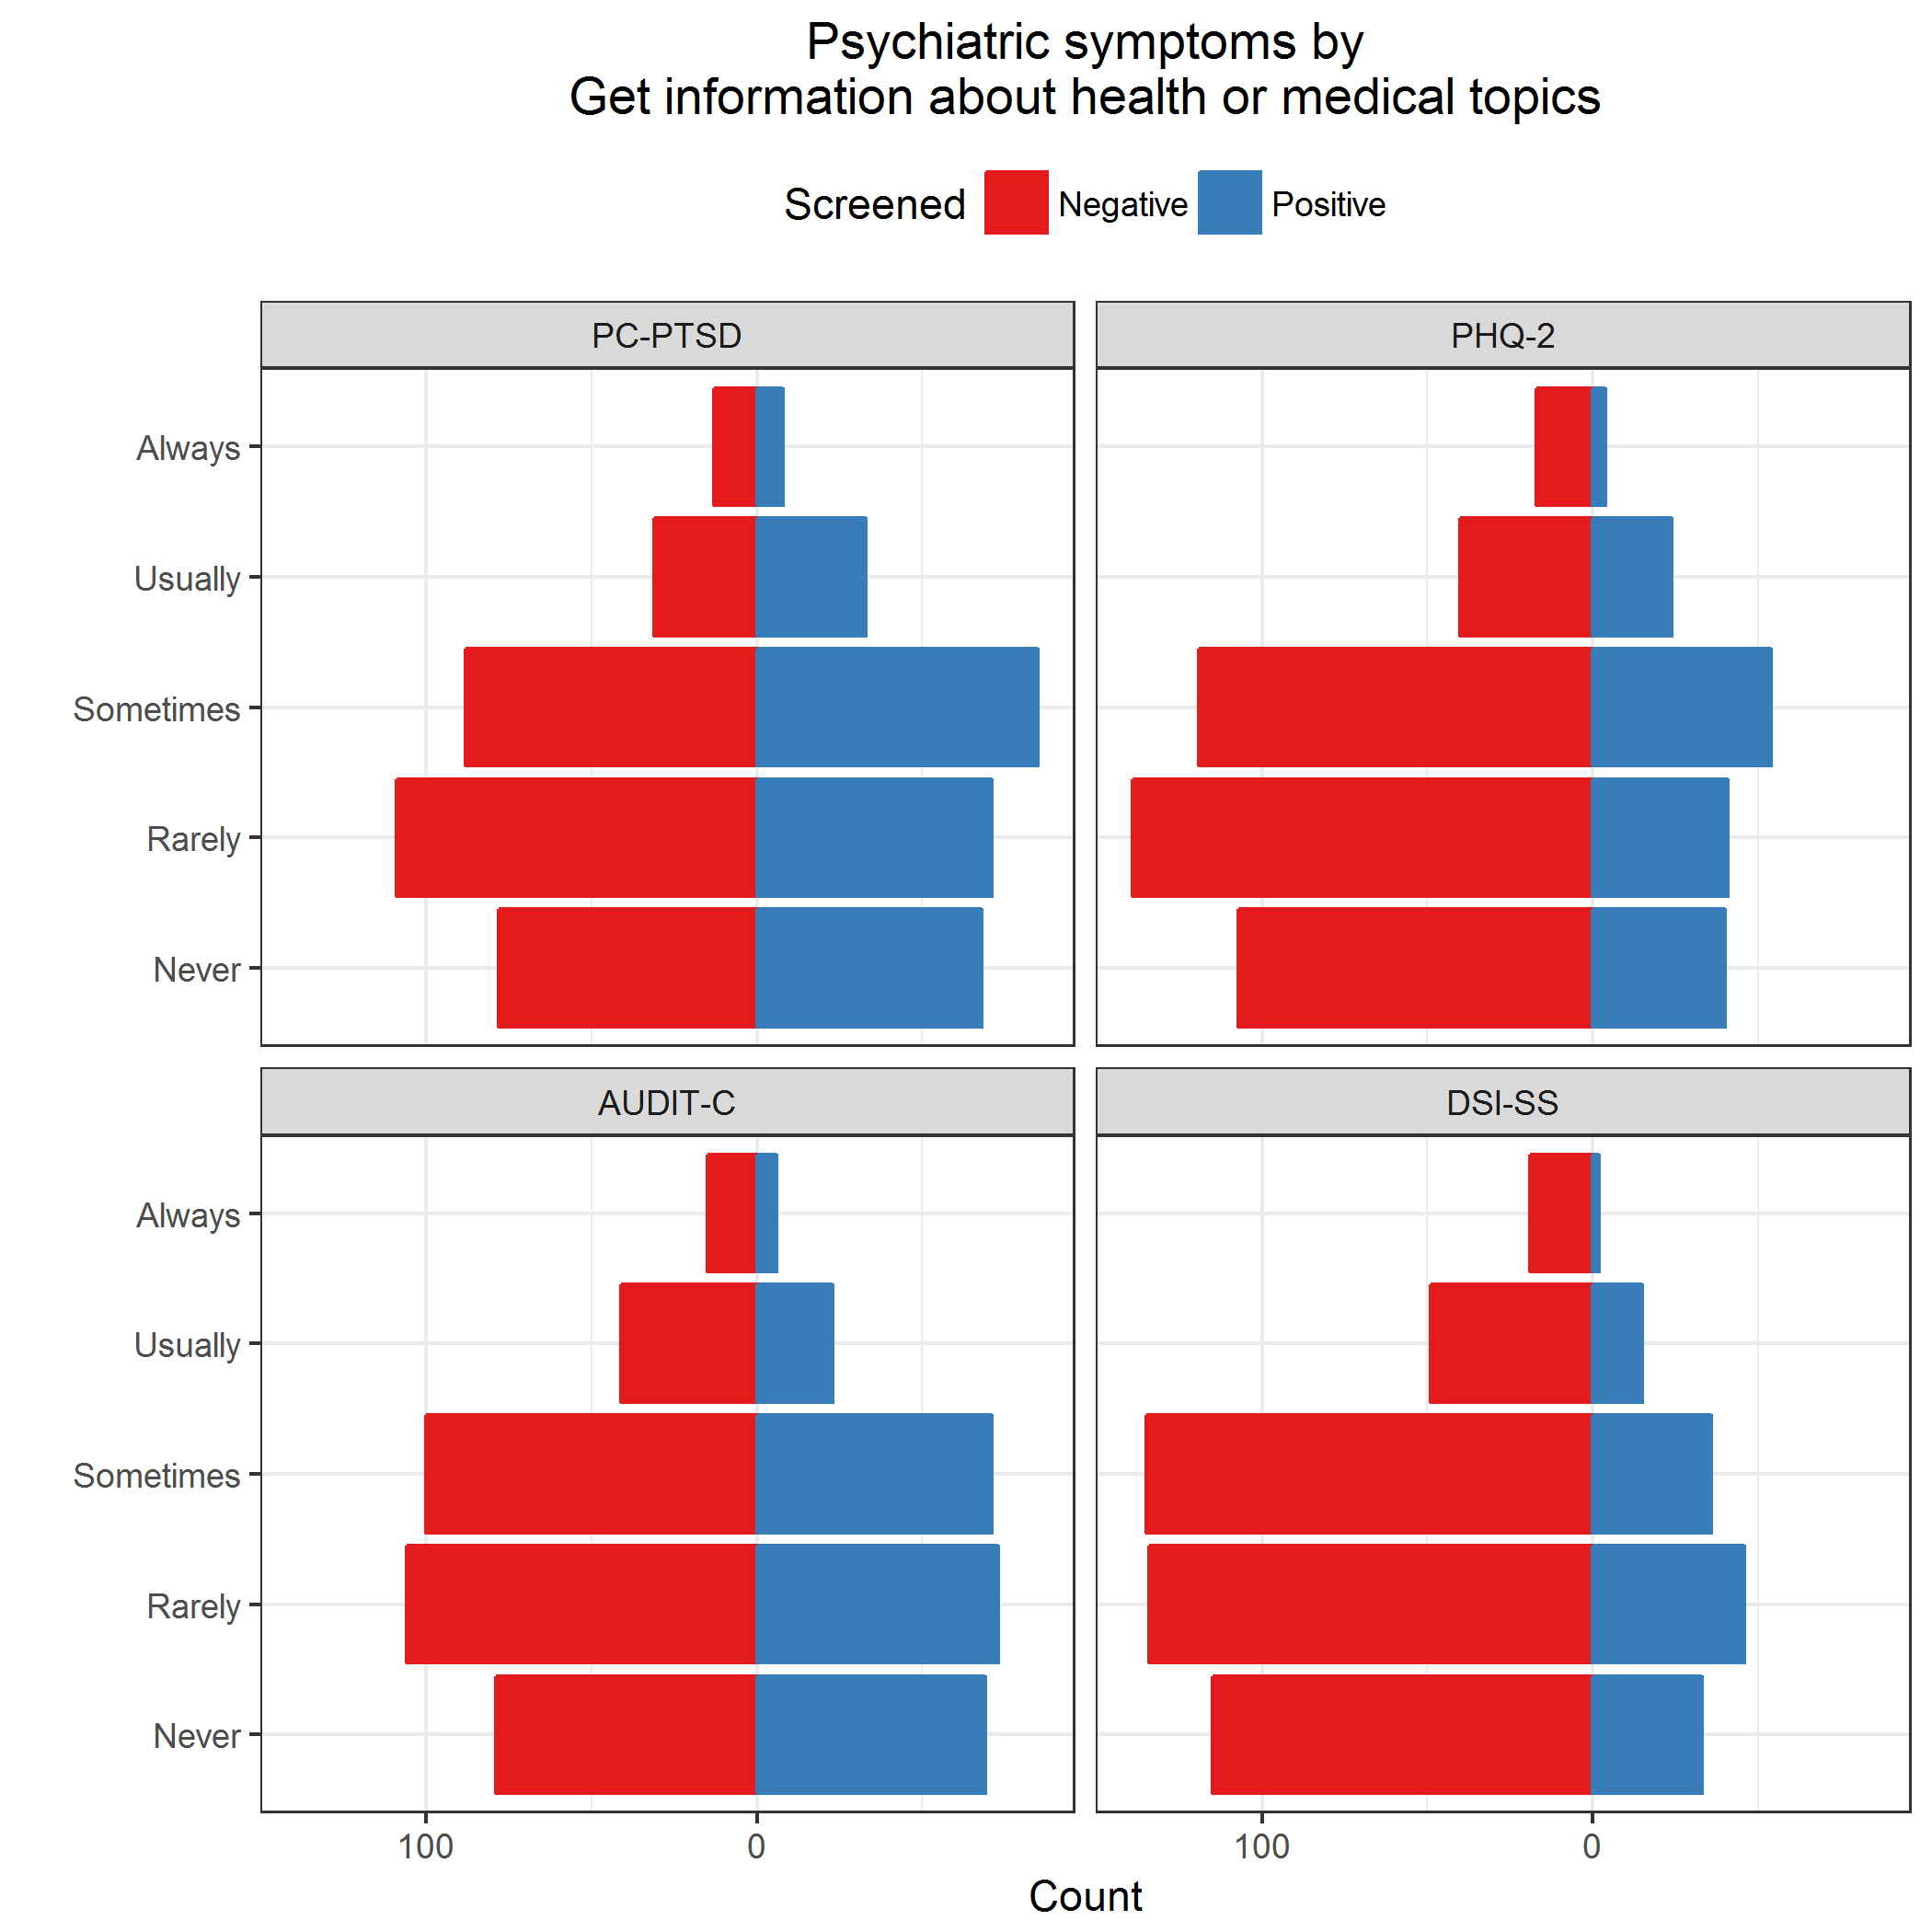 Psychiatric symptoms by
Get information about health or medical topics
Screened Negative Positive
PC-PTSD PHQ-2
Always
Usually
Sometimes
Rarely
Never
AUDIT-C DSI-SS
Always
Usually
Sometimes
Rarely
Never
100 0 100 0
Count